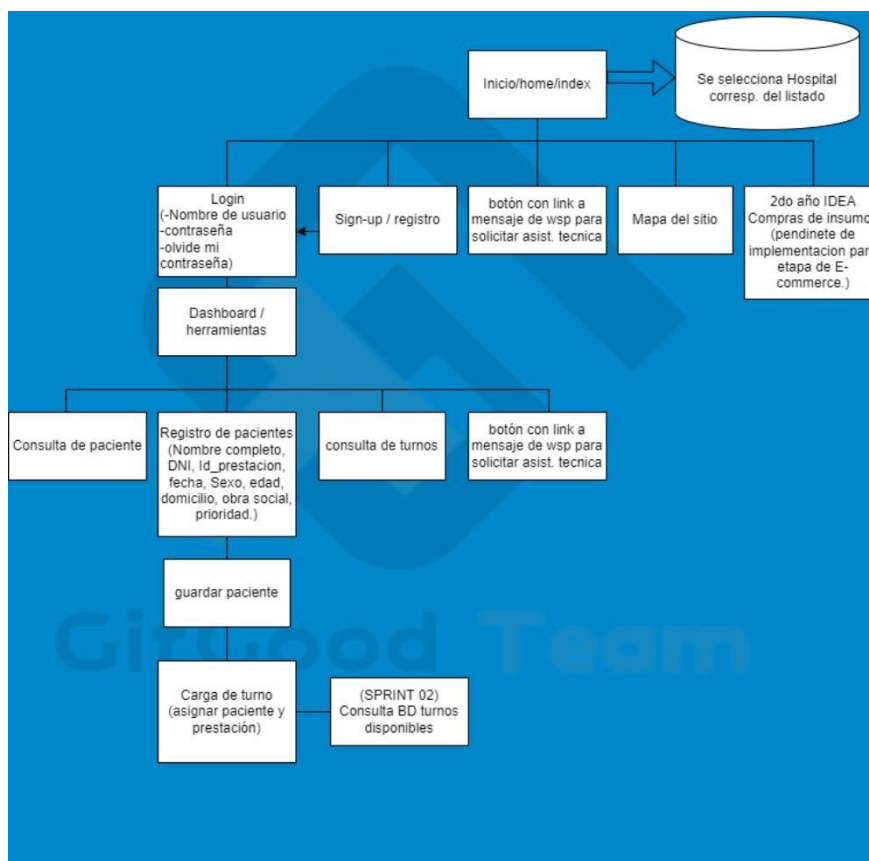 Inicio/home/index
Se selecciona Hospital
corresp. del listado
Login
(-Nombre de usuario
-contraseña
-olvide mi
contraseña)
Sign-up / registro
botón con link a
mensaje de wsp para
solicitar asist. tecnica
Mapa del sitio
2do año IDEA
Compras de insumo
(pendinete de
implementacion par
etapa de E-
commerce.)
Dashboard /
herramientas
Consulta de paciente
Registro de pacientes
(Nombre completo,
DNI, Id_prestacion,
fecha, Sexo, edad,
domicilio, obra social,
prioridad.)
consulta de turnos
botón con link a
mensaje de wsp para
solicitar asist. tecnica
guardar paciente
GitGood Team
Carga de turno
(asignar paciente y
prestación)
(SPRINT 02)
Consulta BD turnos
disponibles